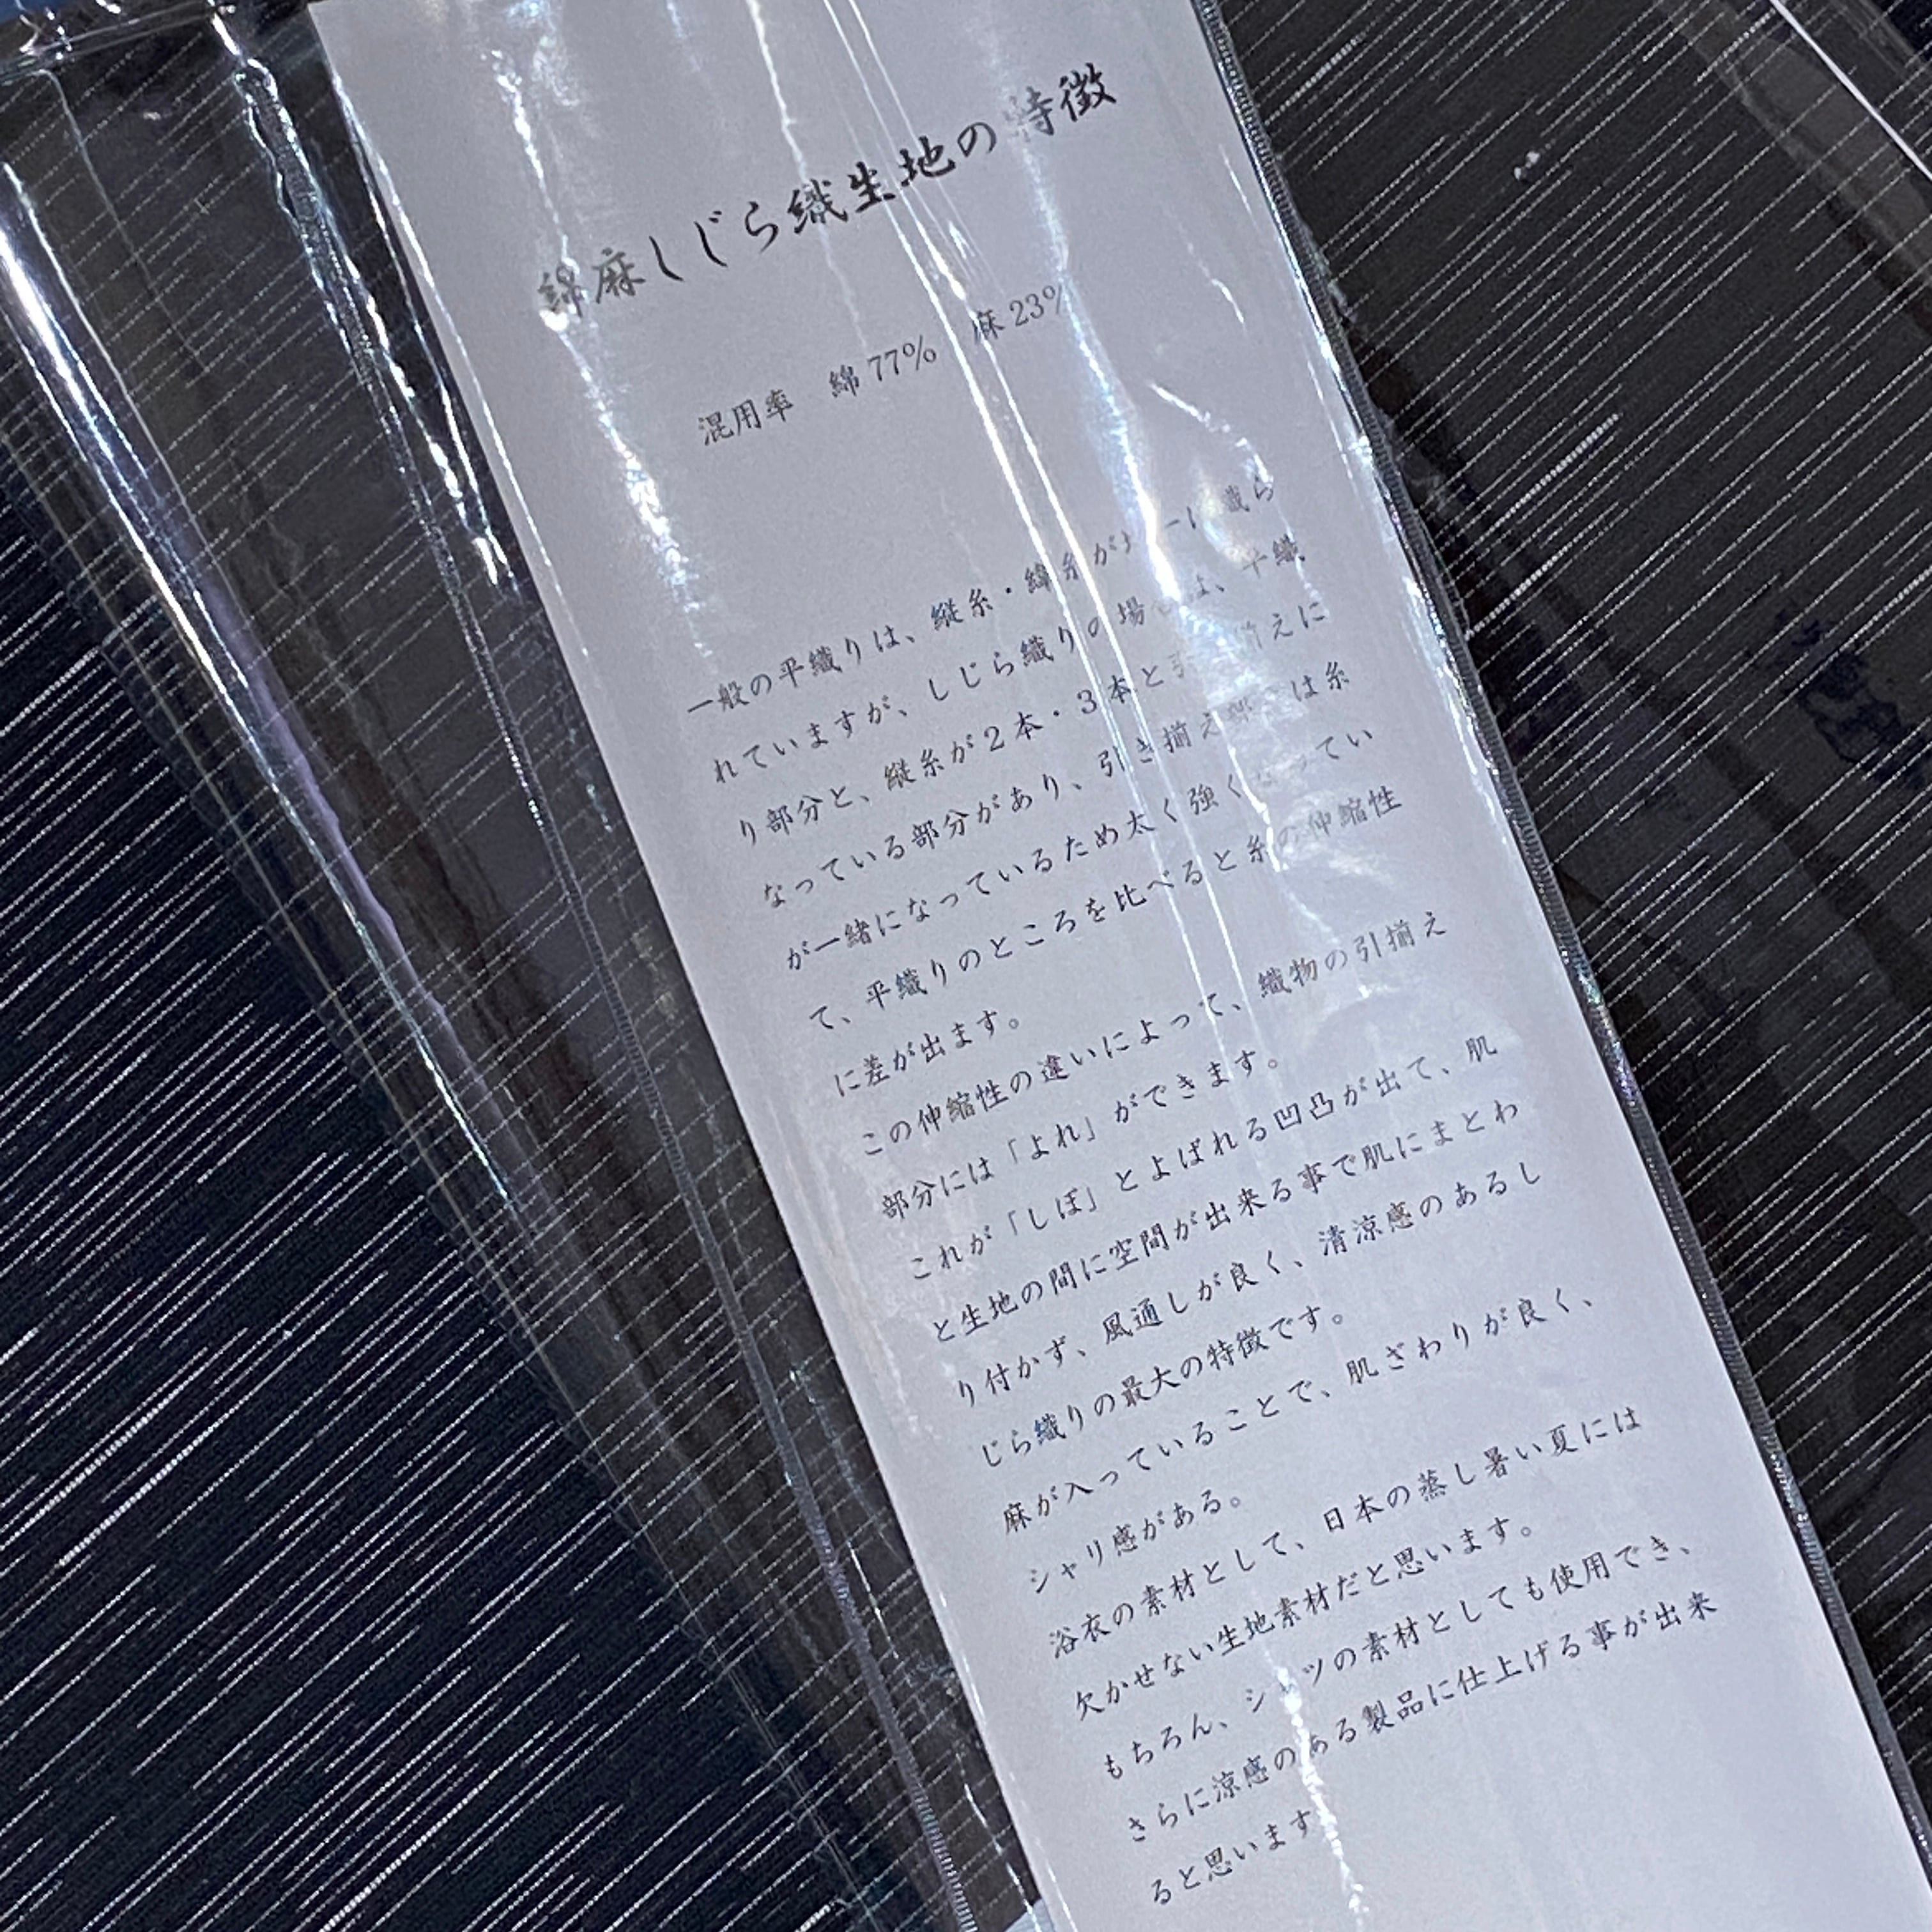 綿麻しじら織生地の特徴
混用率　綿77%　麻23%
一般の平織りは、縦糸・緯糸が 織ら
れていますが、しじら織りの場合は、平織
り部分と、縦糸が２本・３本と 揃えに
なっている部分があり、引き揃え部分は糸
が一緒になっているため太く強くなってい
て、平織りのところを比べると糸の伸縮性
に差が出ます。
この伸縮性の違いによって、織物の引揃え
部分には「よれ」ができます。
これが「しぼ」とよばれる凹凸が出て、肌
と生地の間に空間が出来る事で肌にまとわ
り付かず、風通しが良く、清涼感のあるし
じら織りの最大の特徴です。
麻が入っていることで、肌ざわりが良く、
シャリ感がある。
浴衣の素材として、日本の蒸し暑い夏には
欠かせない生地素材だと思います。
もちろん、シャツの素材としても使用でき、
さらに涼感のある製品に仕上げる事が出来
ると思います